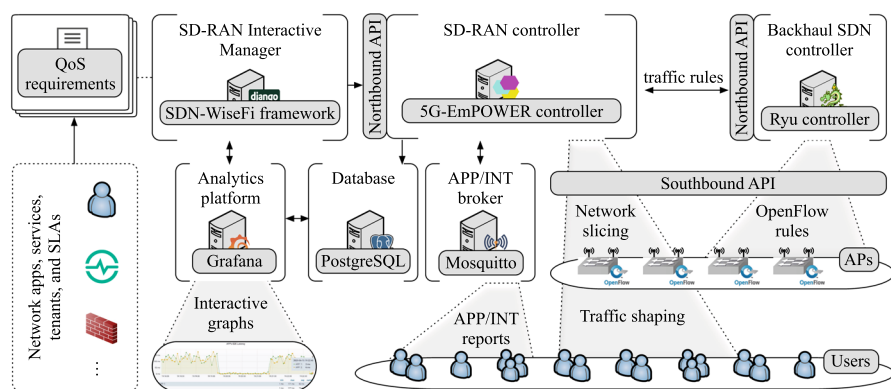 QoS
requirements
Network apps, services,
tenants, and SLAs
...
SD-RAN Interactive
Manager
django
SDN-WiseFi framework
Northbound API
SD-RAN controller
5G-EmPOWER controller
traffic rules
Northbound API
Backhaul SDN
controller
Ryu controller
Analytics
platform
Grafana
Database
PostgreSQL
APP/INT
broker
Mosquitto
Southbound API
Network
slicing
OpenFlow
rules
OpenFlow
OpenFlow
OpenFlow
OpenFlow
APs
Interactive
graphs
APP/INT
reports
Traffic shaping
Users